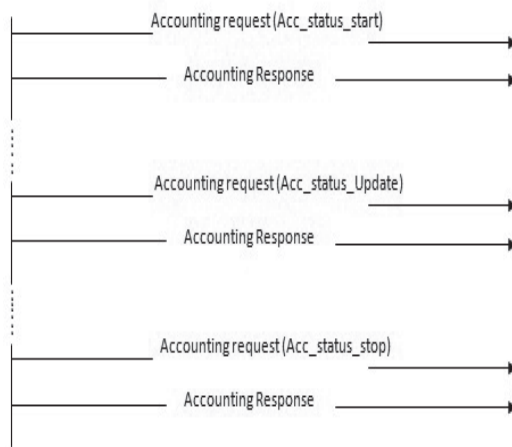 Accounting request (Acc_status_start)
Accounting Response
Accounting request (Acc_status_Update)
Accounting Response
Accounting request (Acc_status_stop)
Accounting Response